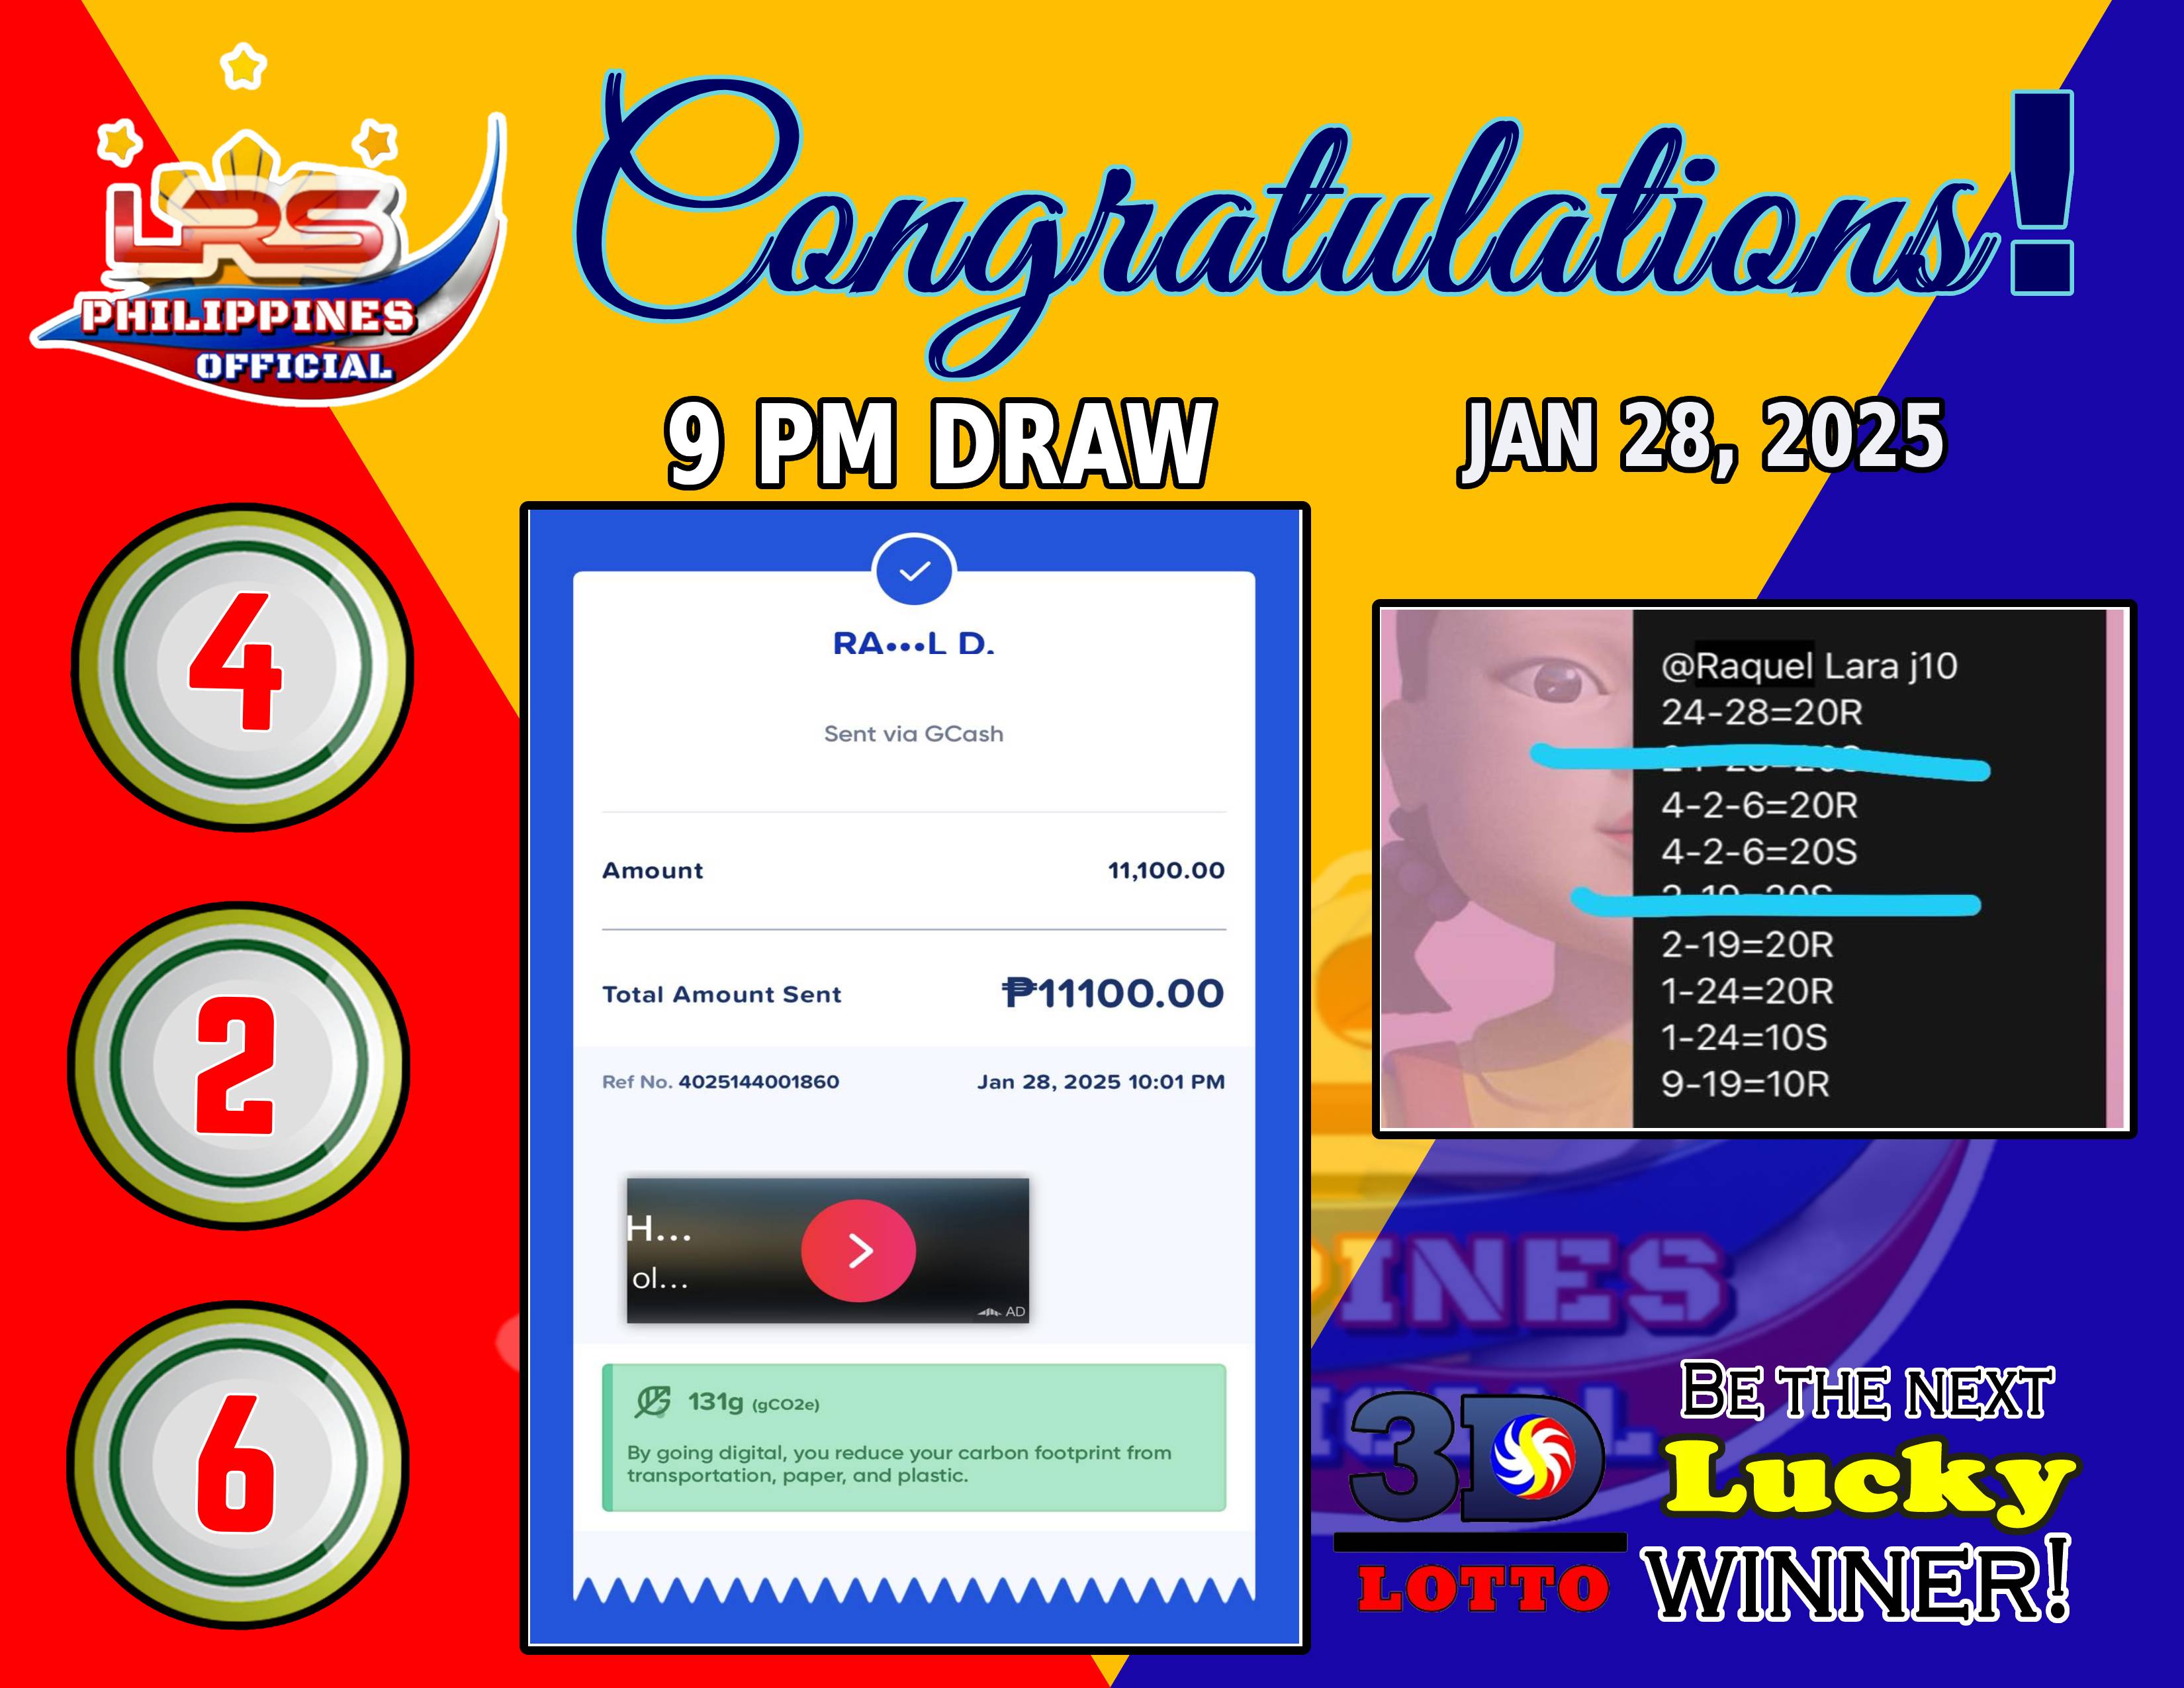 LRS
PHILIPPINES
OFFICIAL
Congratulations!
9 PM DRAW
JAN 28, 2025
4
2
6
RA•••L D.
Sent via GCash
Amount 11,100.00
Total Amount Sent ₱11100.00
Ref No. 4025144001860 Jan 28, 2025 10:01 PM
H...
ol...
AD
131g (gCO2e)
By going digital, you reduce your carbon footprint from
transportation, paper, and plastic.
@Raquel Lara j10
24-28=20R
4-2-6=20R
4-2-6=20S
2-19=20R
1-24=20R
1-24=10S
9-19=10R
PINES
3D
LOTTO
BE THE NEXT
Lucky
WINNER!